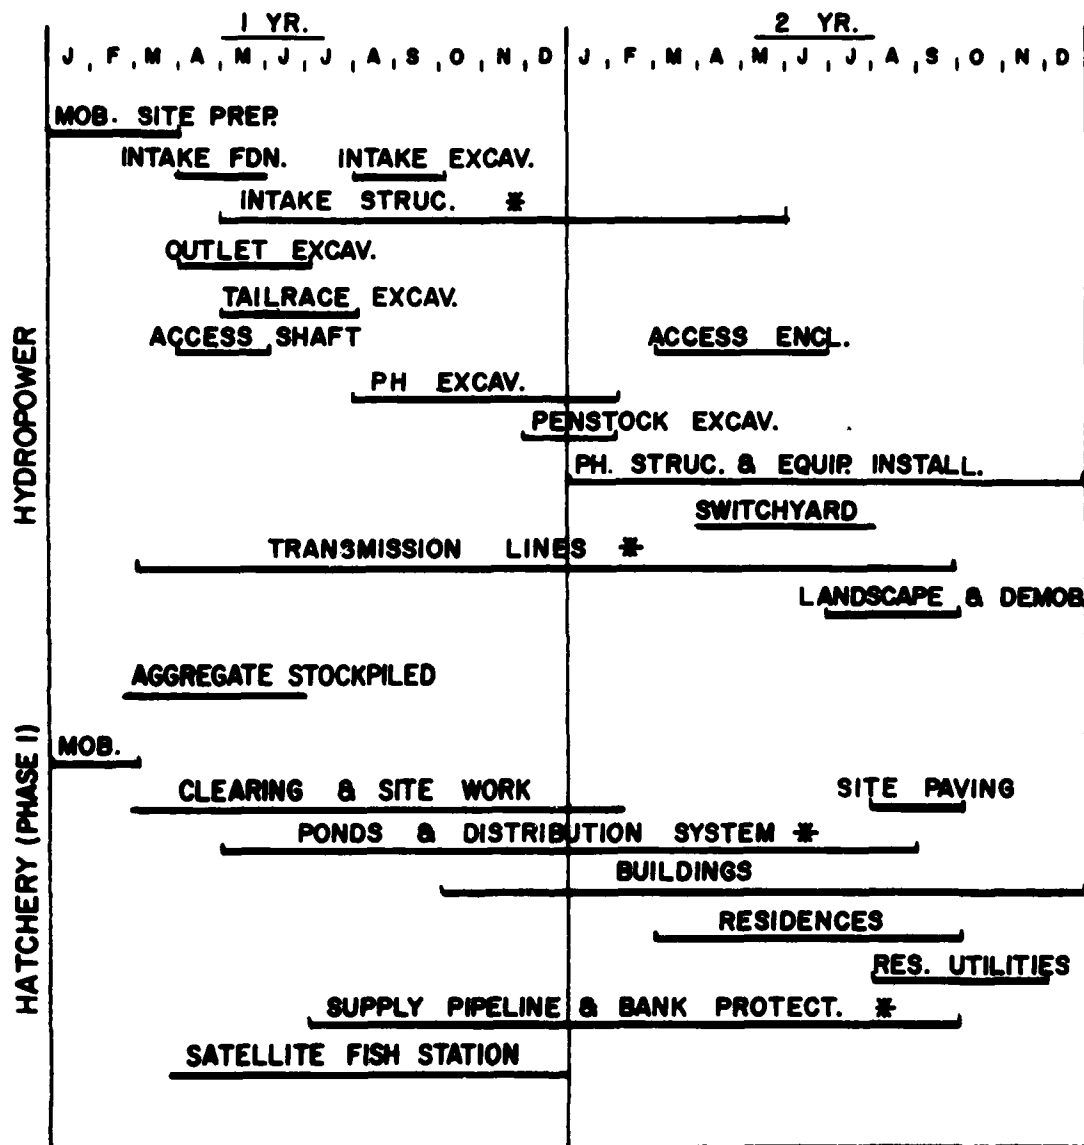 1 YR. 2 YR.
J F M A M J J A S O N D J F M A M J J A S O N D
MOB. SITE PREP.
INTAKE FDN. INTAKE EXCAV.
INTAKE STRUC. *
OUTLET EXCAV.
TAILRACE EXCAV.
ACCESS SHAFT ACCESS ENCL.
PH EXCAV.
PENSTOCK EXCAV.
PH. STRUC. & EQUIP. INSTALL.
SWITCHYARD
TRANSMISSION LINES *
LANDSCAPE & DEMOB
HYDROPOWER
AGGREGATE STOCKPILED
MOB.
CLEARING & SITE WORK SITE PAVING
PONDS & DISTRIBUTION SYSTEM *
BUILDINGS
RESIDENCES
RES. UTILITIES
SUPPLY PIPELINE & BANK PROTECT. *
SATELLITE FISH STATION
HATCHERY (PHASE I)